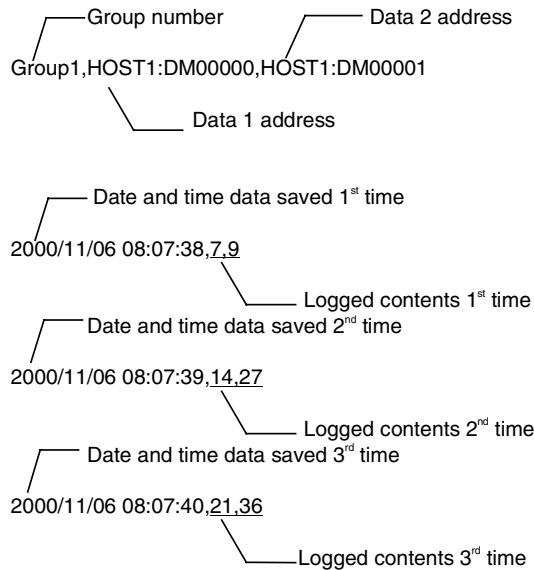 Group number
Data 2 address
Group1,HOST1:DM00000,HOST1:DM00001
Data 1 address
Date and time data saved 1st time
2000/11/06 08:07:38,7,9
Logged contents 1st time
Date and time data saved 2nd time
2000/11/06 08:07:39,14,27
Logged contents 2nd time
Date and time data saved 3rd time
2000/11/06 08:07:40,21,36
Logged contents 3rd time